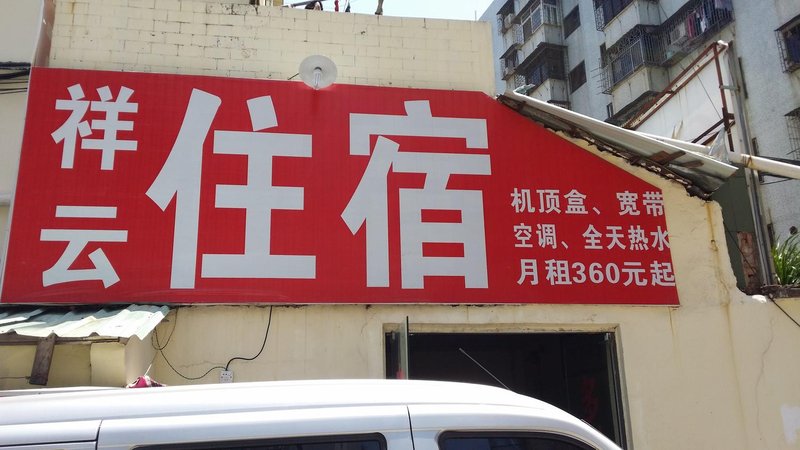 祥云
住宿
机顶盒、宽带
空调、全天热水
月租360元起